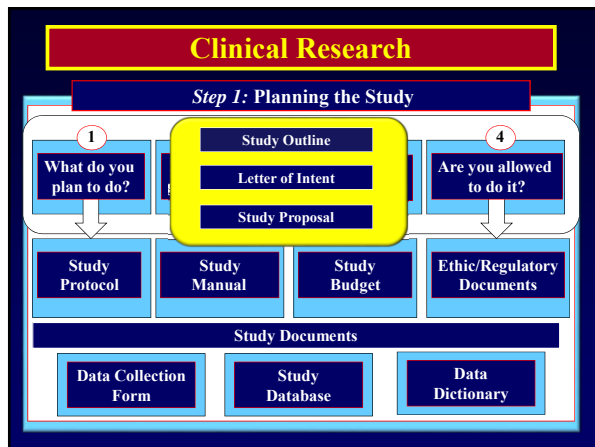 Clinical Research
Step 1: Planning the Study
1
4
What do you
plan to do?
Study Outline
Letter of Intent
Study Proposal
Are you allowed
to do it?
Study
Protocol
Study
Manual
Study
Budget
Ethic/Regulatory
Documents
Study Documents
Data Collection
Form
Study
Database
Data
Dictionary